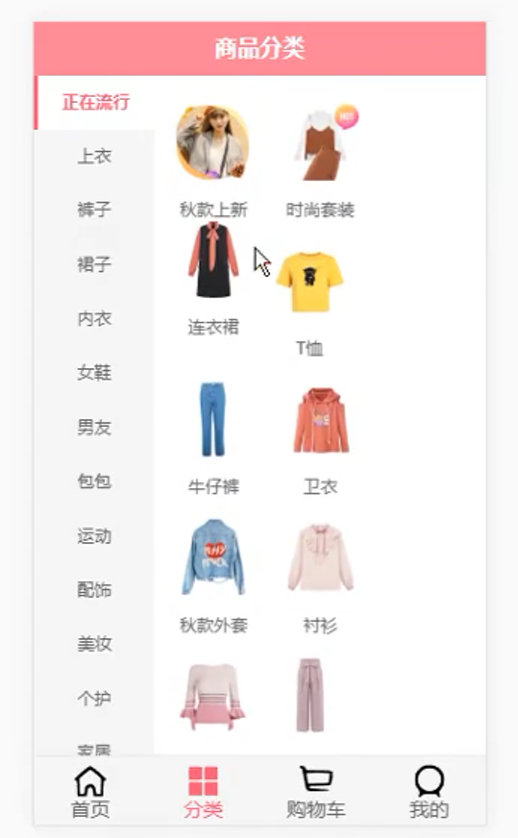 商品分类
正在流行
上衣
裤子
裙子
内衣
女鞋
男友
包包
运动
配饰
美妆
个护
家居
HOT
秋款上新
时尚套装
连衣裙
T恤
牛仔裤
卫衣
秋款外套
衬衫
首页
分类
购物车
我的